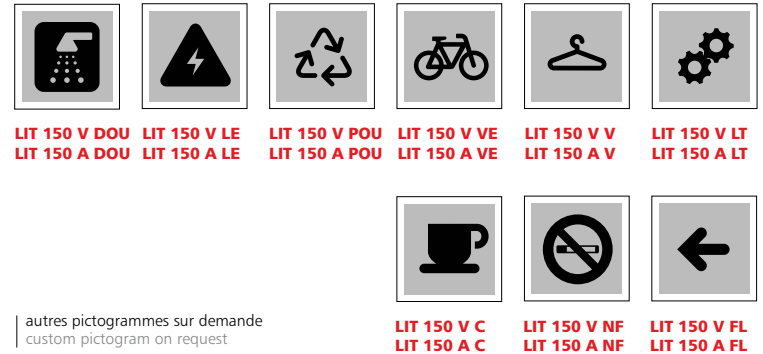 LIT 150 V DOU LIT 150 V LE LIT 150 V POU LIT 150 V VE LIT 150 V V LIT 150 V LT
LIT 150 A DOU LIT 150 A LE LIT 150 A POU LIT 150 A VE LIT 150 A V LIT 150 A LT
autres pictogrammes sur demande
custom pictogram on request
LIT 150 V C LIT 150 V NF LIT 150 V FL
LIT 150 A C LIT 150 A NF LIT 150 A FL